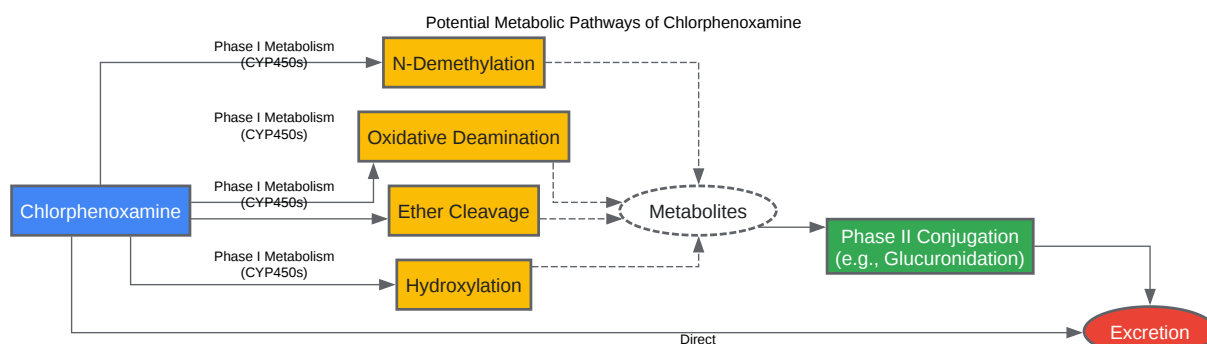 Potential Metabolic Pathways of Chlorphenoxamine
Phase I Metabolism
(CYP450s)
N-Demethylation
Phase I Metabolism
(CYP450s)
Oxidative Deamination
Chlorphenoxamine
Phase I Metabolism
(CYP450s)
Ether Cleavage
Metabolites
Phase II Conjugation
(e.g., Glucuronidation)
Phase I Metabolism
(CYP450s)
Hydroxylation
Direct
Excretion